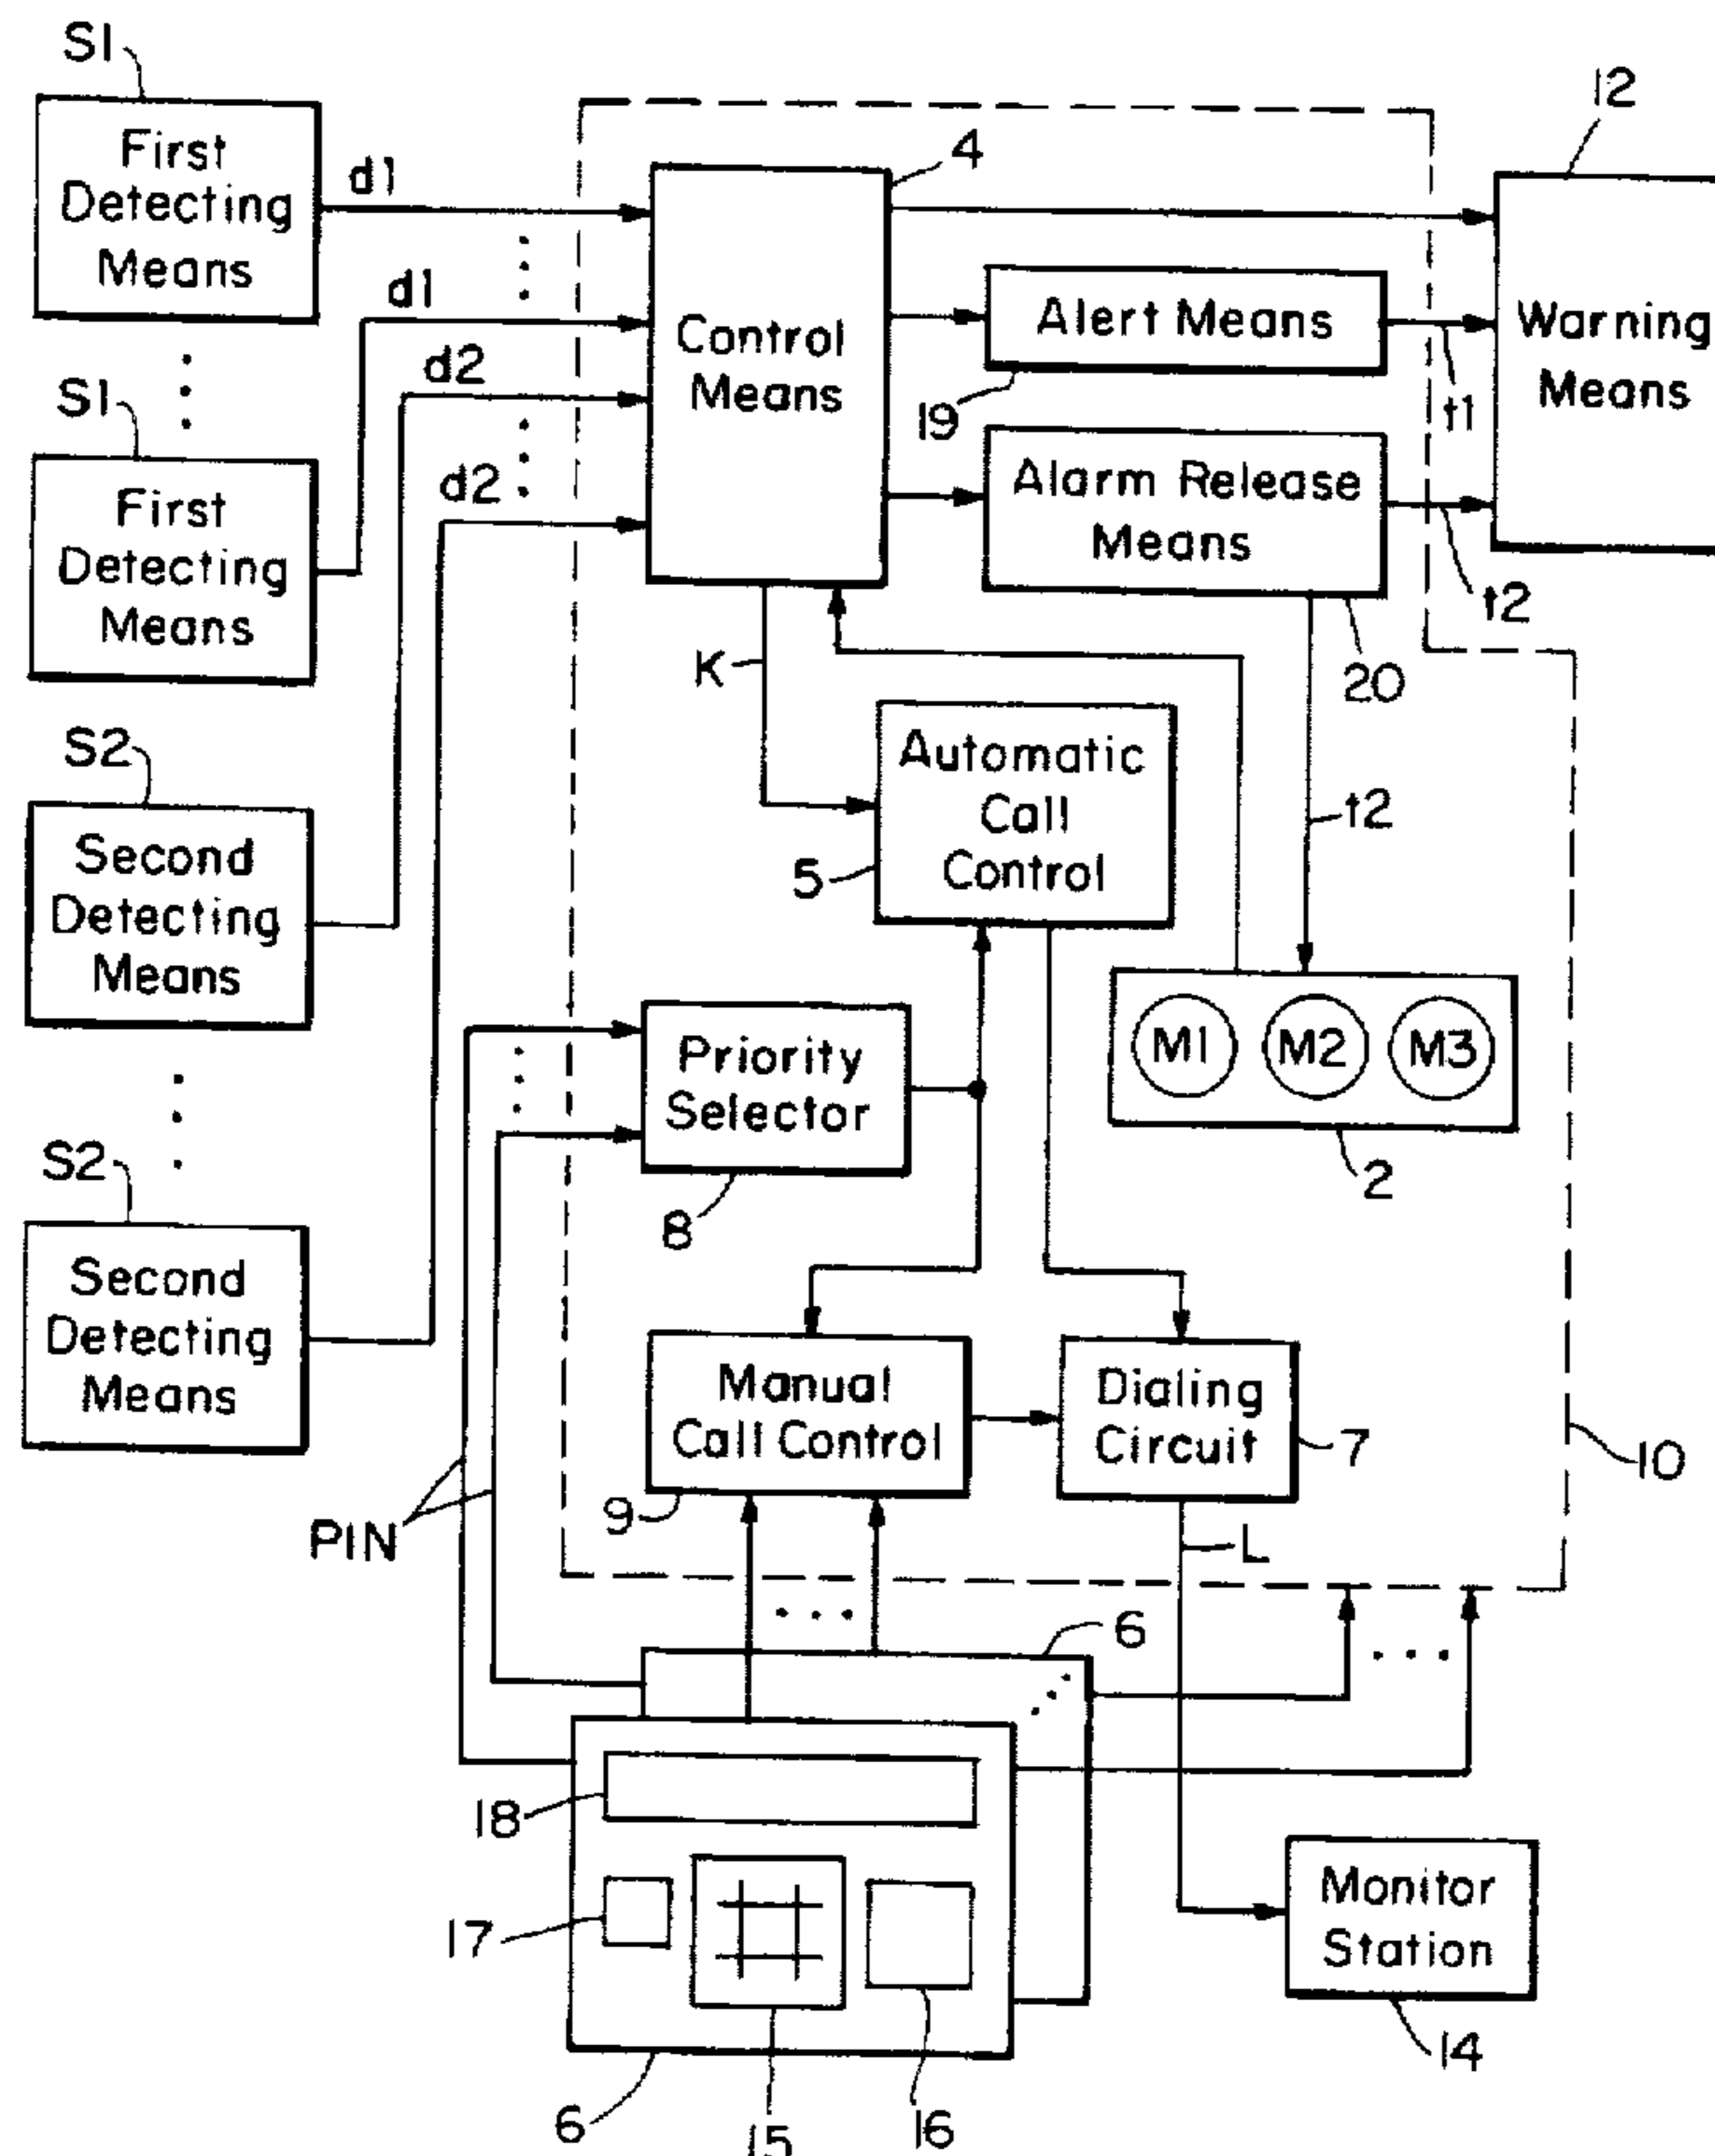 S1
12
First
Detecting
Means
d1
4
d1
Control
Means
Alert Means
Warning
Means
19
t1
S1
d2
First
Detecting
Means
d2
Alarm Release
Means
t2
20
K
S2
Automatic
Call
Control
5
t2
Second
Detecting
Means
M1 M2 M3
2
Priority
Selector
8
S2
Second
Detecting
Means
Manual
Call Control
9
Dialing
Circuit
7
10
PIN
L
6
18
17
15
16
6
Monitor
Station
14